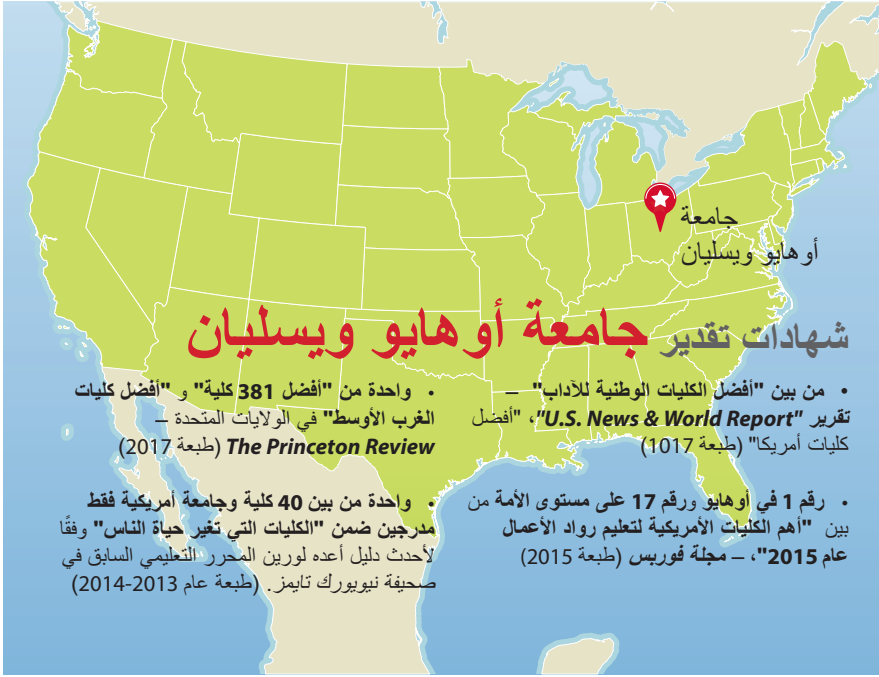 جامعة
أوهايو ويسليان
شهادات تقدير جامعة أوهايو ويسليان
• من بين "أفضل الكليات الوطنية للآداب" –
تقرير "U.S. News & World Report"، "أفضل
كليات أمريكا" (طبعة 1017)
• رقم 1 في أوهايو ورقم 17 على مستوى الأمة من
بين "أهم الكليات الأمريكية لتعليم رواد الأعمال
عام 2015"، – مجلة فوربس (طبعة 2015)
• واحدة من "أفضل 381 كلية" و "أفضل كليات
الغرب الأوسط" في الولايات المتحدة –
The Princeton Review (طبعة 2017)
• واحدة من بين 40 كلية وجامعة أمريكية فقط
مدرجين ضمن "الكليات التي تغير حياة الناس" وفقًا
لأحدث دليل أعده لورين المحرر التعليمي السابق في
صحيفة نيويورك تايمز. (طبعة عام 2013-2014)